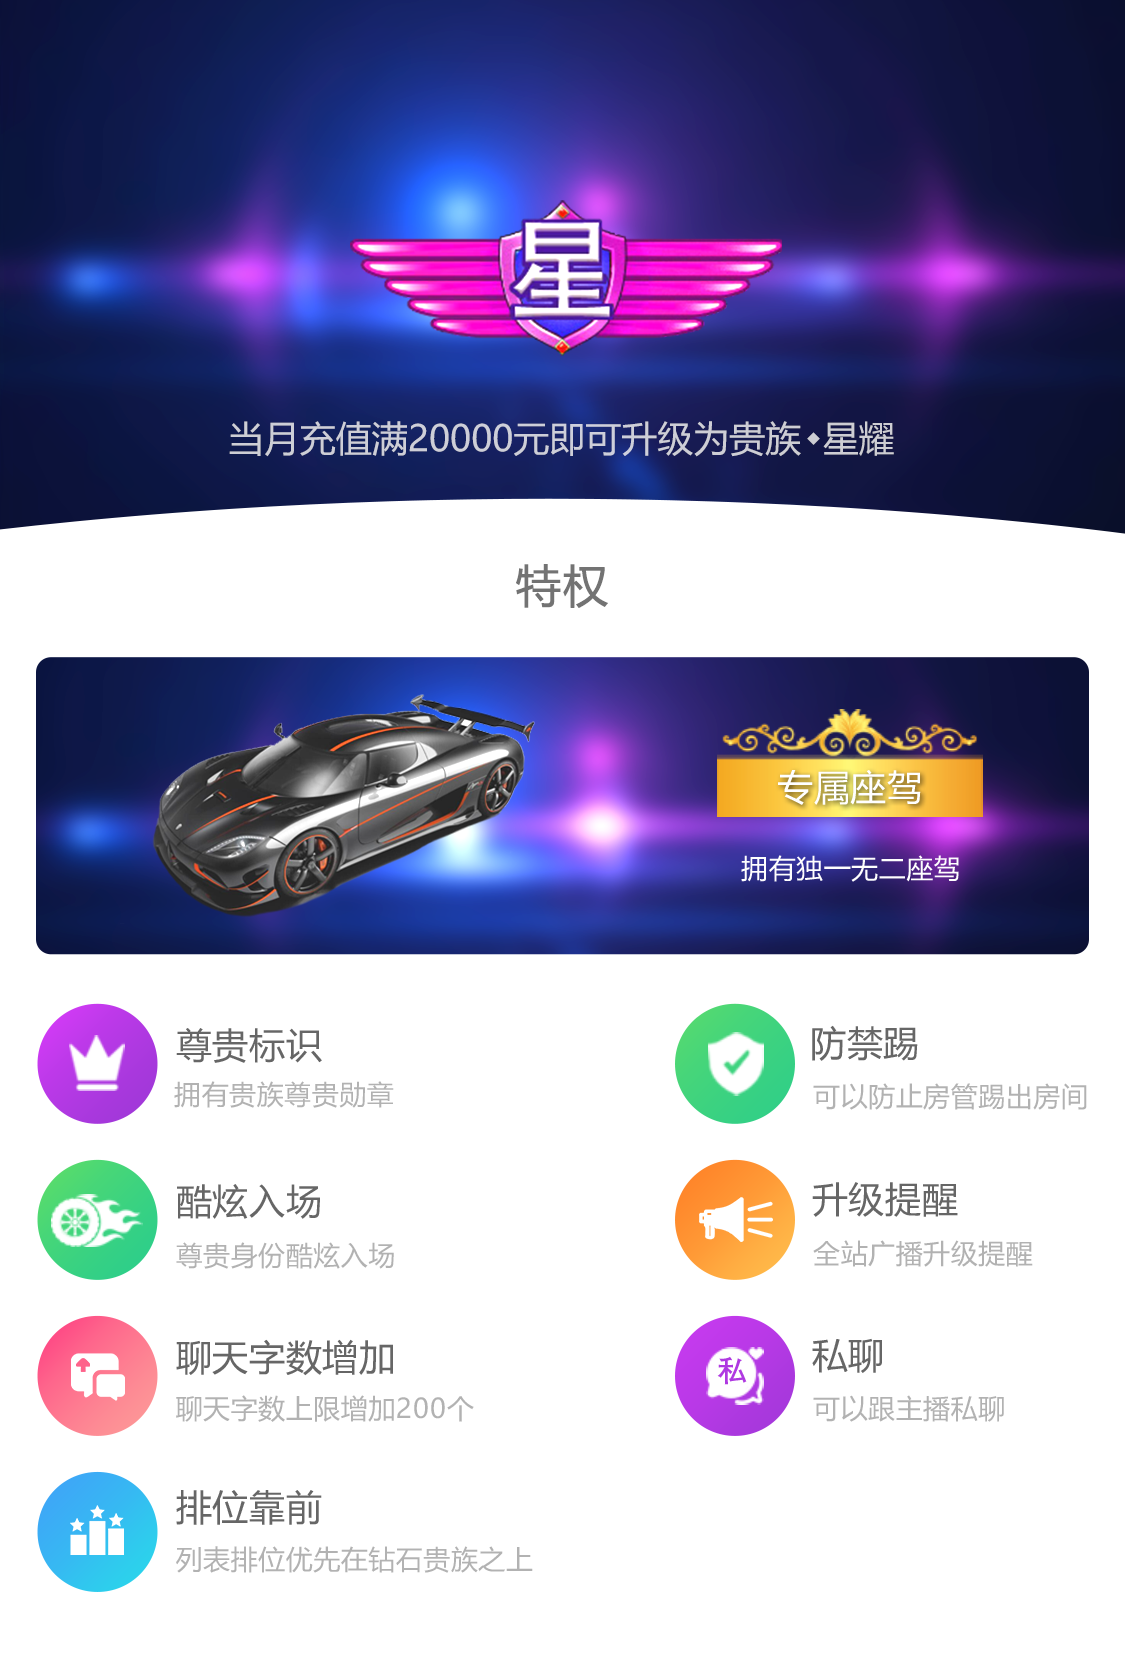 星
当月充值满20000元即可升级为贵族◆星耀
特权
专属座驾
拥有独一无二座驾
尊贵标识
拥有贵族尊贵勋章
防禁踢
可以防止房管踢出房间
酷炫入场
尊贵身份酷炫入场
升级提醒
全站广播升级提醒
聊天字数增加
聊天字数上限增加200个
私
私聊
可以跟主播私聊
排位靠前
列表排位优先在钻石贵族之上